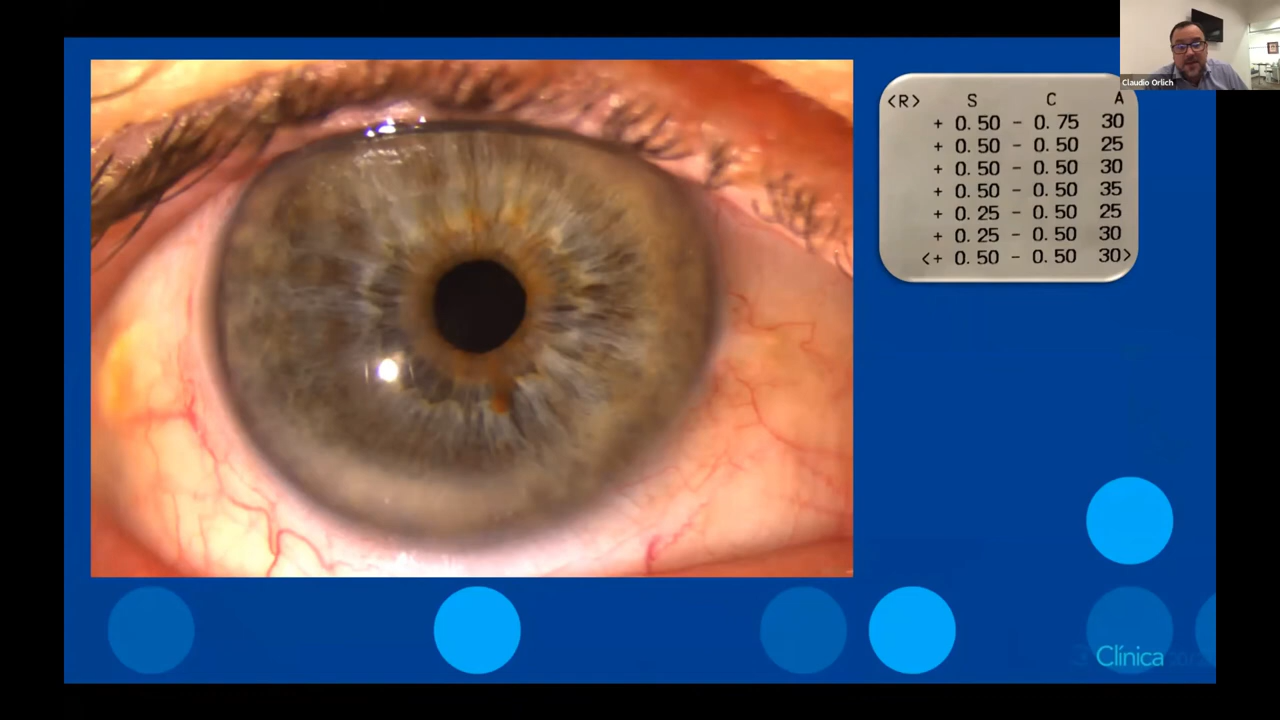 Claudio Orlich
<R> S C A
+ 0.50 - 0.75 30
+ 0.50 - 0.50 25
+ 0.50 - 0.50 30
+ 0.50 - 0.50 35
+ 0.25 - 0.50 25
+ 0.25 - 0.50 30
<+ 0.50 - 0.50 30>
Clínica